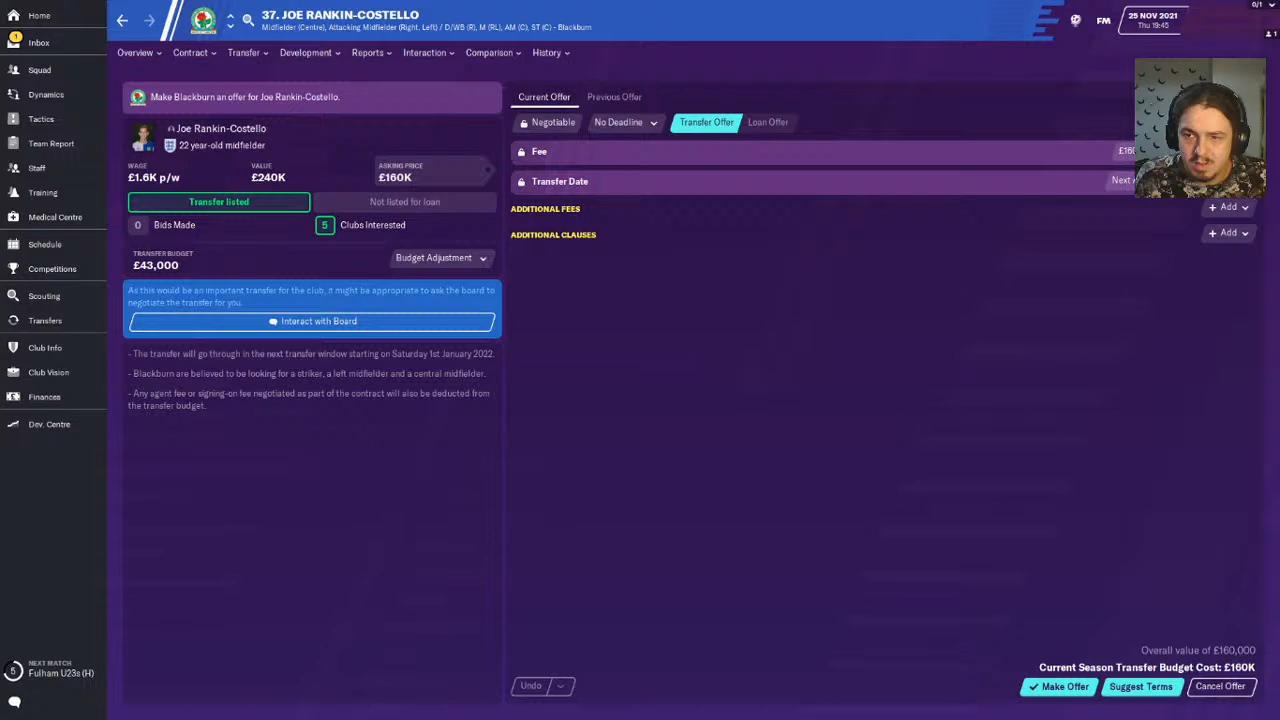 Home
Inbox
1
Squad
Dynamics
Tactics
Team Report
Staff
Training
Medical Centre
Schedule
Competitions
Scouting
Transfers
Club Info
Club Vision
Finances
Dev. Centre
NEXT MATCH
Fulham U23s (H)
37. JOE RANKIN-COSTELLO
Midfielder (Centre), Attacking Midfielder (Right, Left) / D/WB (R), M (RL), AM (C), ST (C) - Blackburn
FM
25 NOV 2021
Thu 19:45
0/1
1
Overview
Contract
Transfer
Development
Reports
Interaction
Comparison
History
Make Blackburn an offer for Joe Rankin-Costello.
Joe Rankin-Costello
22 year-old midfielder
WAGE
£1.6K p/w
VALUE
£240K
ASKING PRICE
£160K
Transfer listed
Not listed for loan
0 Bids Made
5 Clubs Interested
TRANSFER BUDGET
£43,000
Budget Adjustment
As this would be an important transfer for the club, it might be appropriate to ask the board to
negotiate the transfer for you.
Interact with Board
- The transfer will go through in the next transfer window starting on Saturday 1st January 2022.
- Blackburn are believed to be looking for a striker, a left midfielder and a central midfielder.
- Any agent fee or signing-on fee negotiated as part of the contract will also be deducted from
the transfer budget.
Current Offer
Previous Offer
Negotiable
No Deadline
Transfer Offer
Loan Offer
Fee
Transfer Date
Next
ADDITIONAL FEES
+ Add
ADDITIONAL CLAUSES
+ Add
Undo
Overall value of £160,000
Current Season Transfer Budget Cost: £160K
Make Offer
Suggest Terms
Cancel Offer